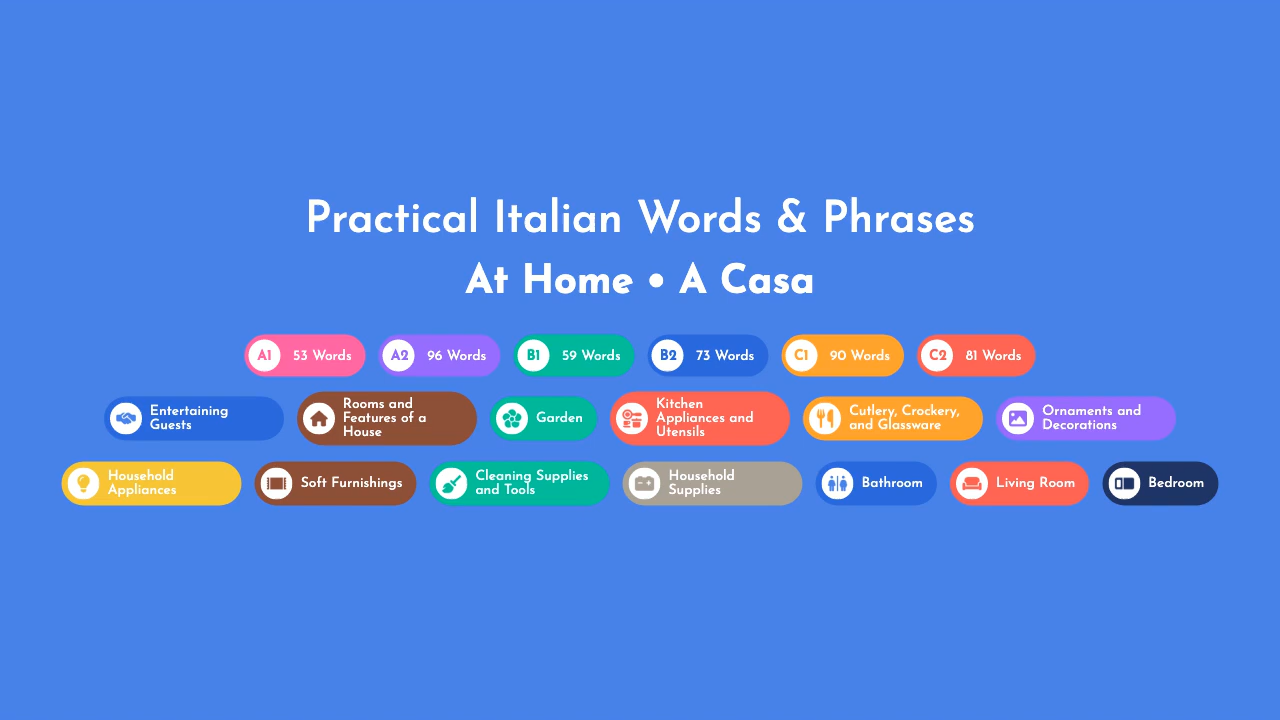 Practical Italian Words & Phrases
At Home • A Casa
A1 53 Words
A2 96 Words
B1 59 Words
B2 73 Words
C1 90 Words
C2 81 Words
Entertaining
Guests
Rooms and
Features of a
House
Garden
Kitchen
Appliances and
Utensils
Cutlery, Crockery,
and Glassware
Ornaments and
Decorations
Household
Appliances
Soft Furnishings
Cleaning Supplies
and Tools
Household
Supplies
Bathroom
Living Room
Bedroom